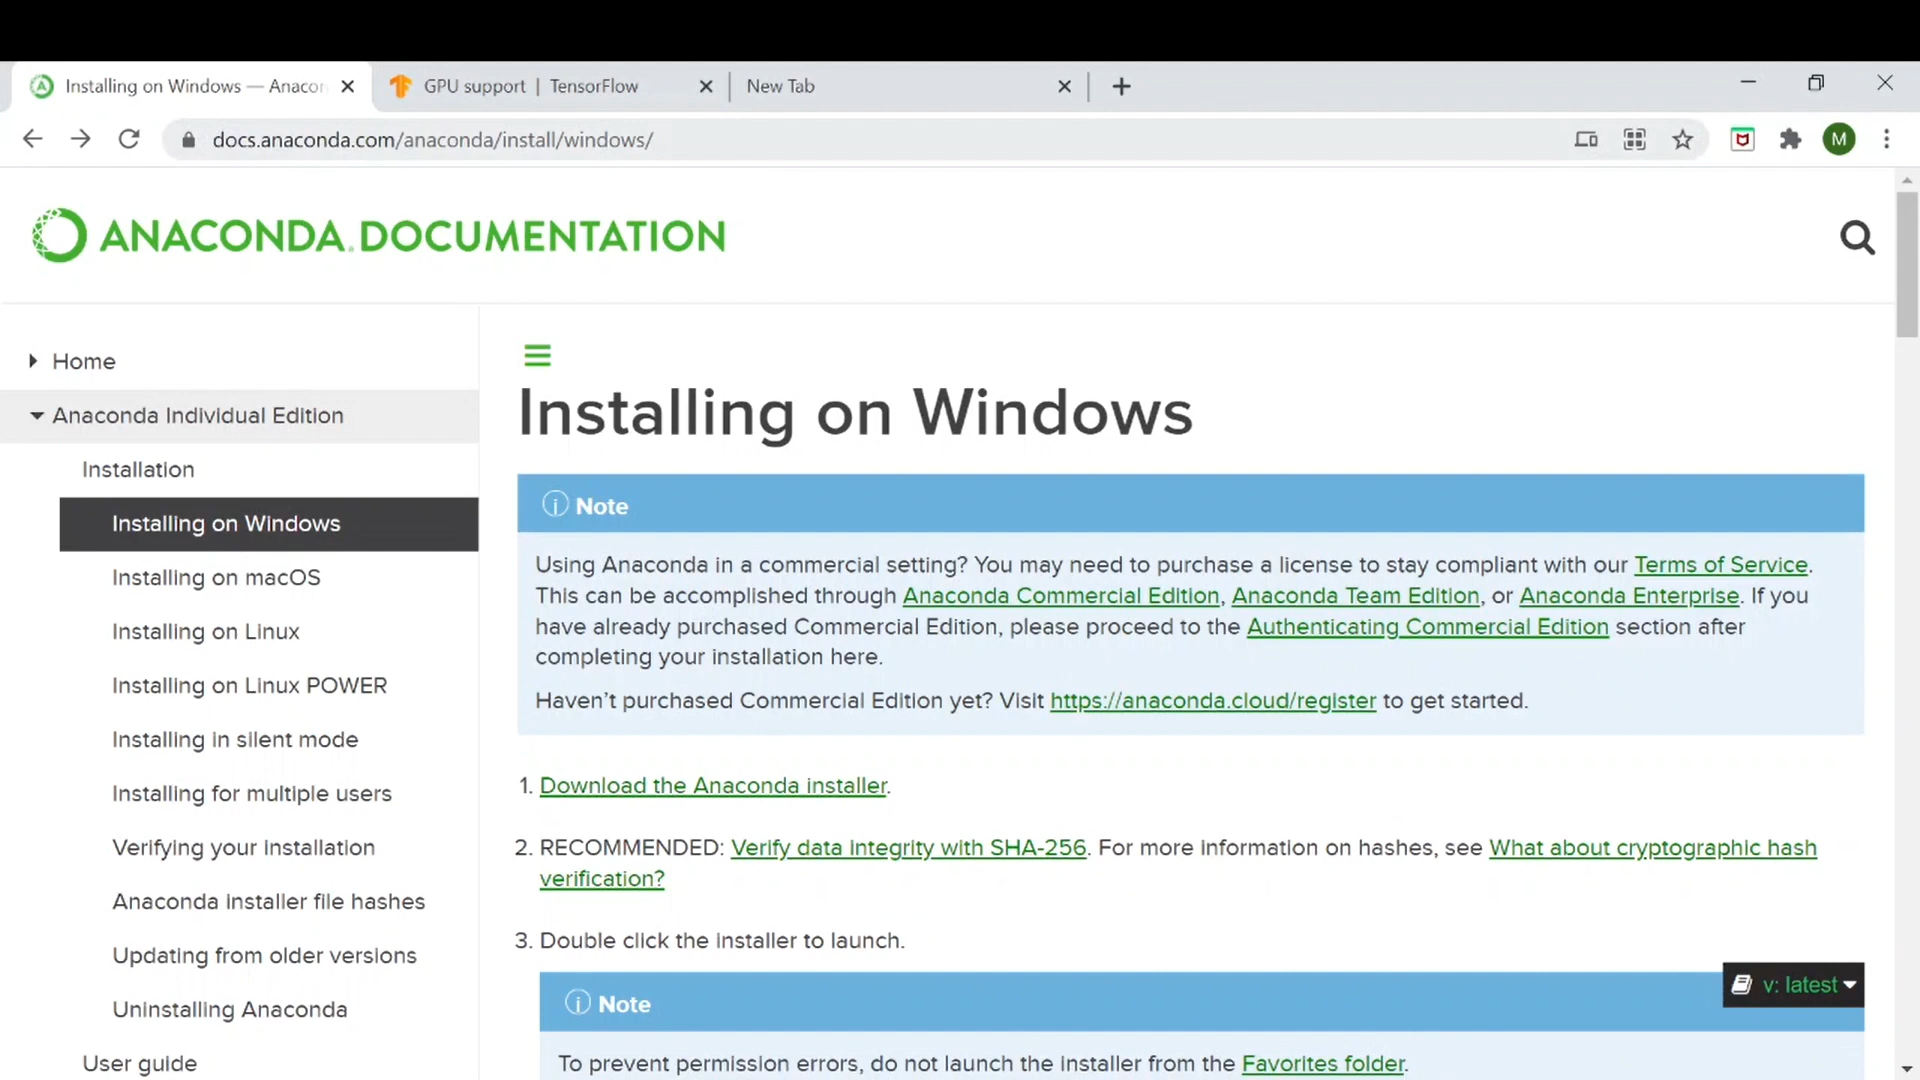 Installing on Windows — Anacon
GPU support | TensorFlow
New Tab
docs.anaconda.com/anaconda/install/windows/
M
ANACONDA.DOCUMENTATION
Home
Anaconda Individual Edition
Installation
Installing on Windows
Installing on macOS
Installing on Linux
Installing on Linux POWER
Installing in silent mode
Installing for multiple users
Verifying your installation
Anaconda installer file hashes
Updating from older versions
Uninstalling Anaconda
User guide
Installing on Windows
Note
Using Anaconda in a commercial setting? You may need to purchase a license to stay compliant with our Terms of Service.
This can be accomplished through Anaconda Commercial Edition, Anaconda Team Edition, or Anaconda Enterprise. If you
have already purchased Commercial Edition, please proceed to the Authenticating Commercial Edition section after
completing your installation here.
Haven’t purchased Commercial Edition yet? Visit https://anaconda.cloud/register to get started.
1. Download the Anaconda installer.
2. RECOMMENDED: Verify data integrity with SHA-256. For more information on hashes, see What about cryptographic hash
verification?
3. Double click the installer to launch.
Note
v: latest
To prevent permission errors, do not launch the installer from the Favorites folder.